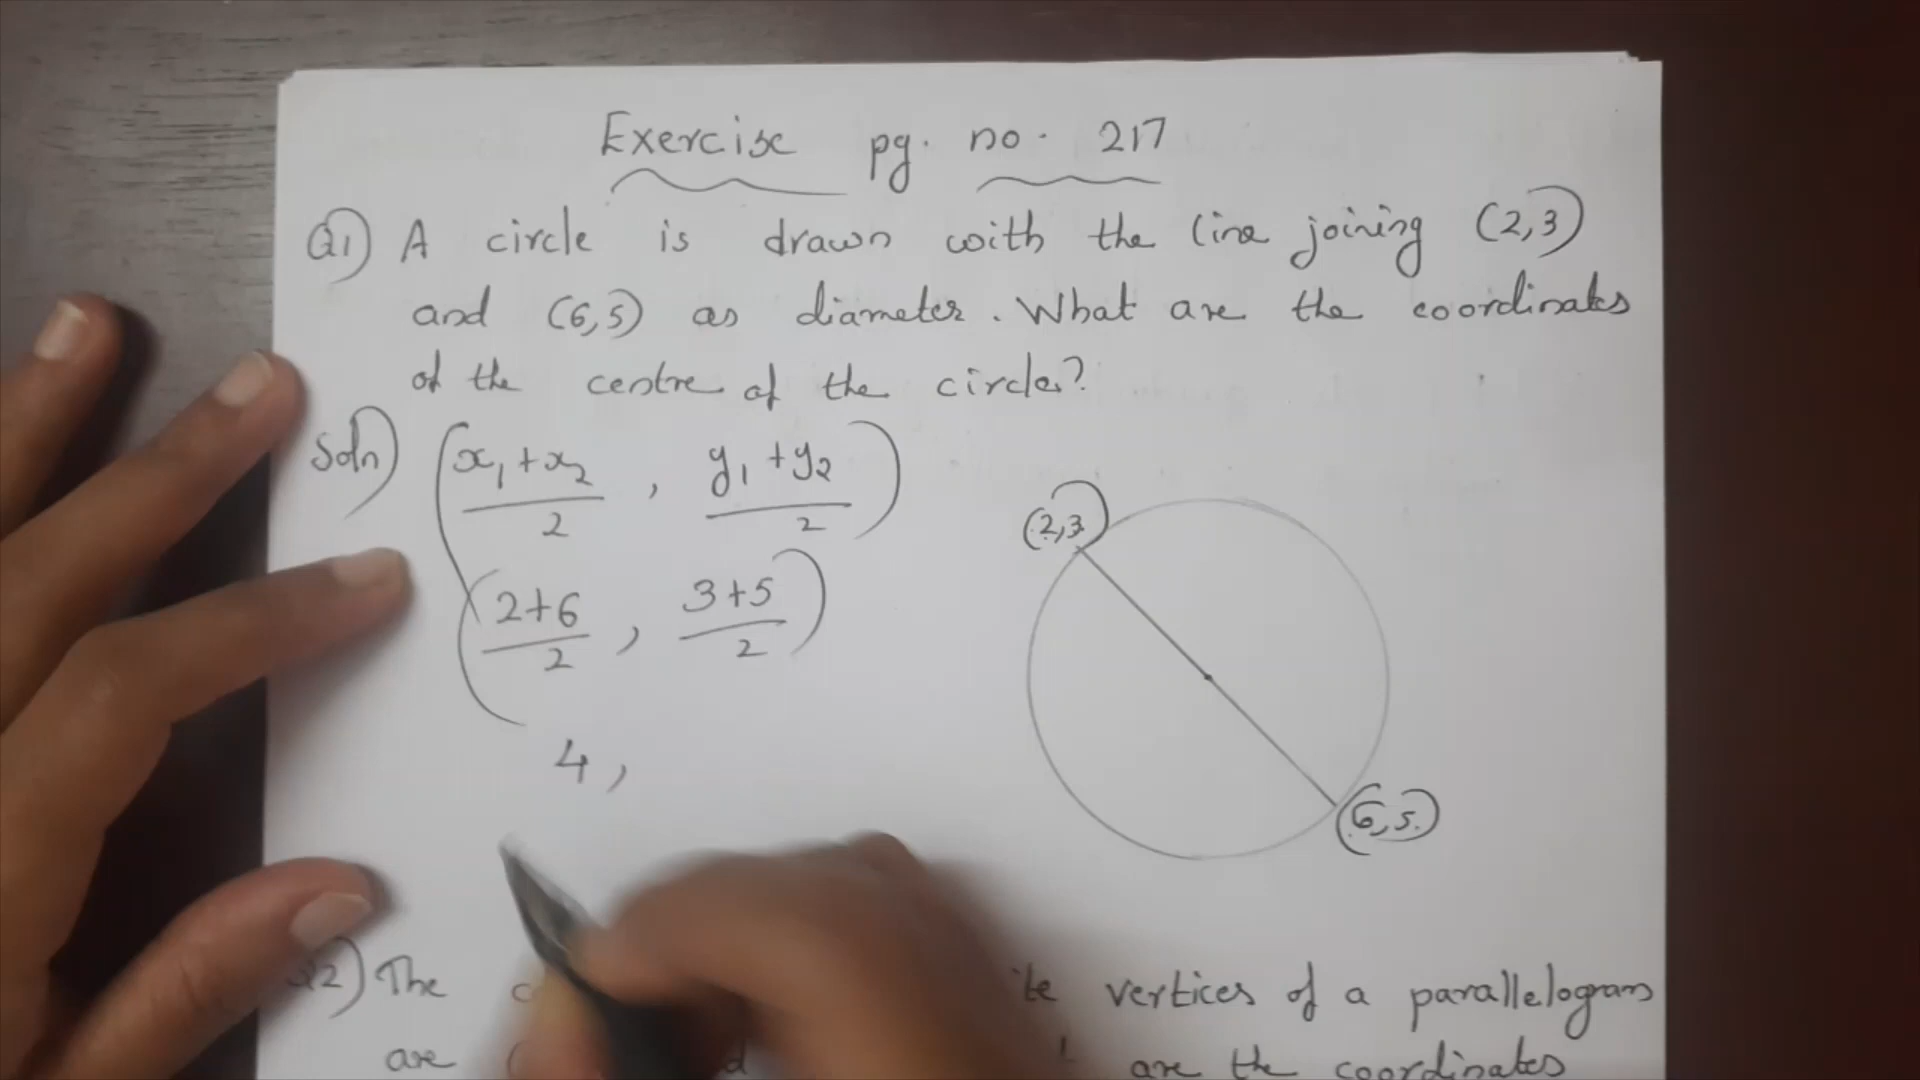 Exercise pg. no. 217
Q1) A circle is drawn with the line joining (2,3)
and (6,5) as diameter. What are the coordinates
of the centre of the circle?
Soln) (x₁+x₂/2 , y₁+y₂/2)
(2+6/2 , 3+5/2)
4,
(2,3)
(6,5)
2) The vertices of a parallelogram
are are the coordinates